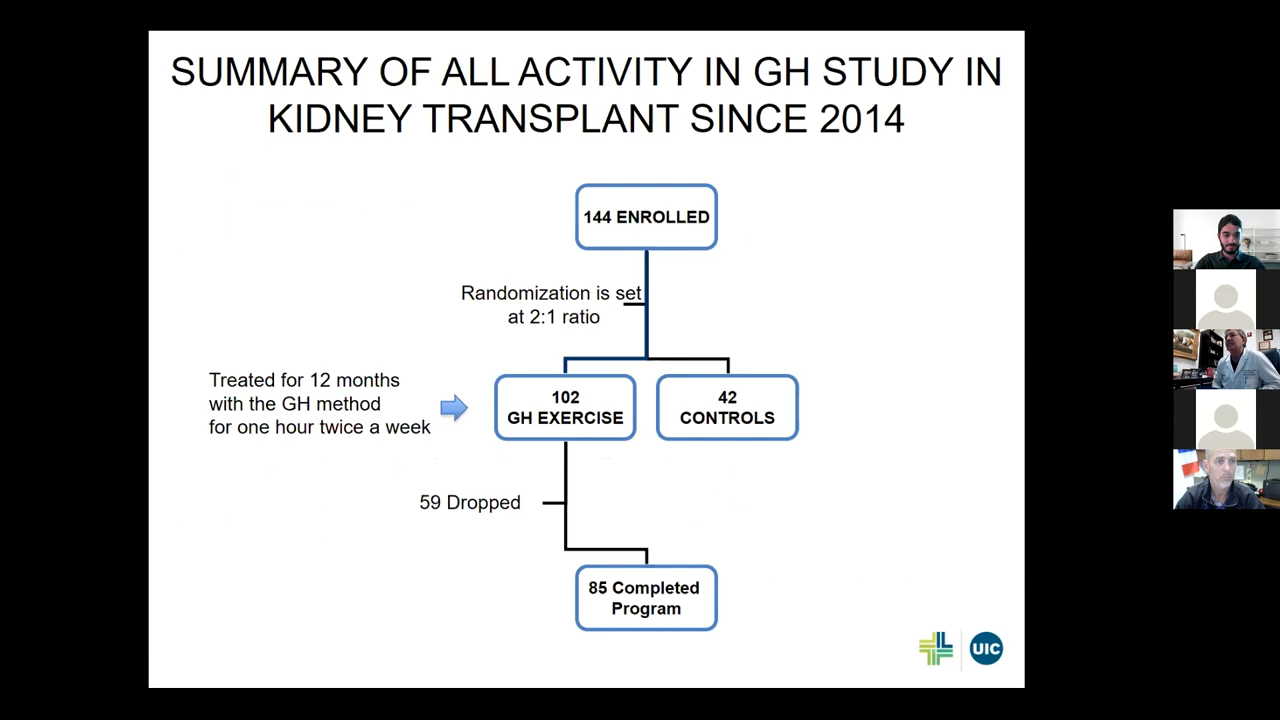 SUMMARY OF ALL ACTIVITY IN GH STUDY IN
KIDNEY TRANSPLANT SINCE 2014
144 ENROLLED
Randomization is set
at 2:1 ratio
Treated for 12 months
with the GH method
for one hour twice a week
102
GH EXERCISE
42
CONTROLS
59 Dropped
85 Completed
Program
UIC